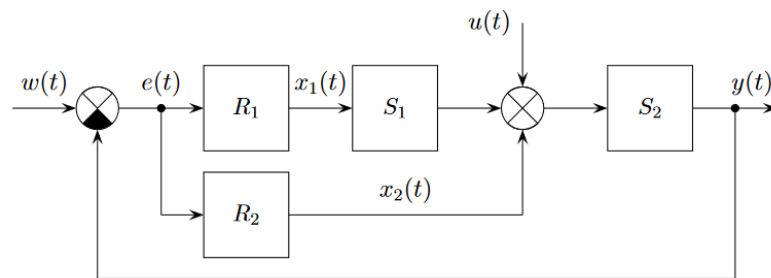 u(t)
w(t) e(t) x₁(t) y(t)
R₁ S₁ S₂
x₂(t)
R₂